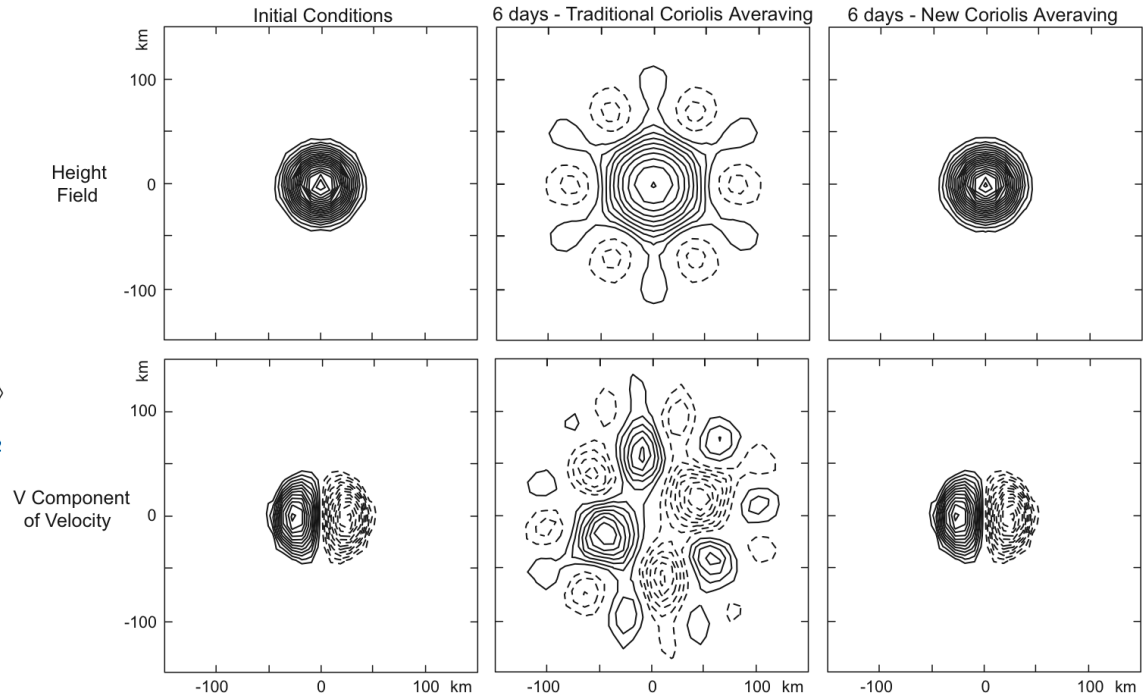 Initial Conditions
6 days - Traditional Coriolis Averaving
6 days - New Coriolis Averaving
km
100
0
-100
Height
Field
km
100
0
-100
V Component
of Velocity
-100 0 100 km
-100 0 100 km
-100 0 100 km